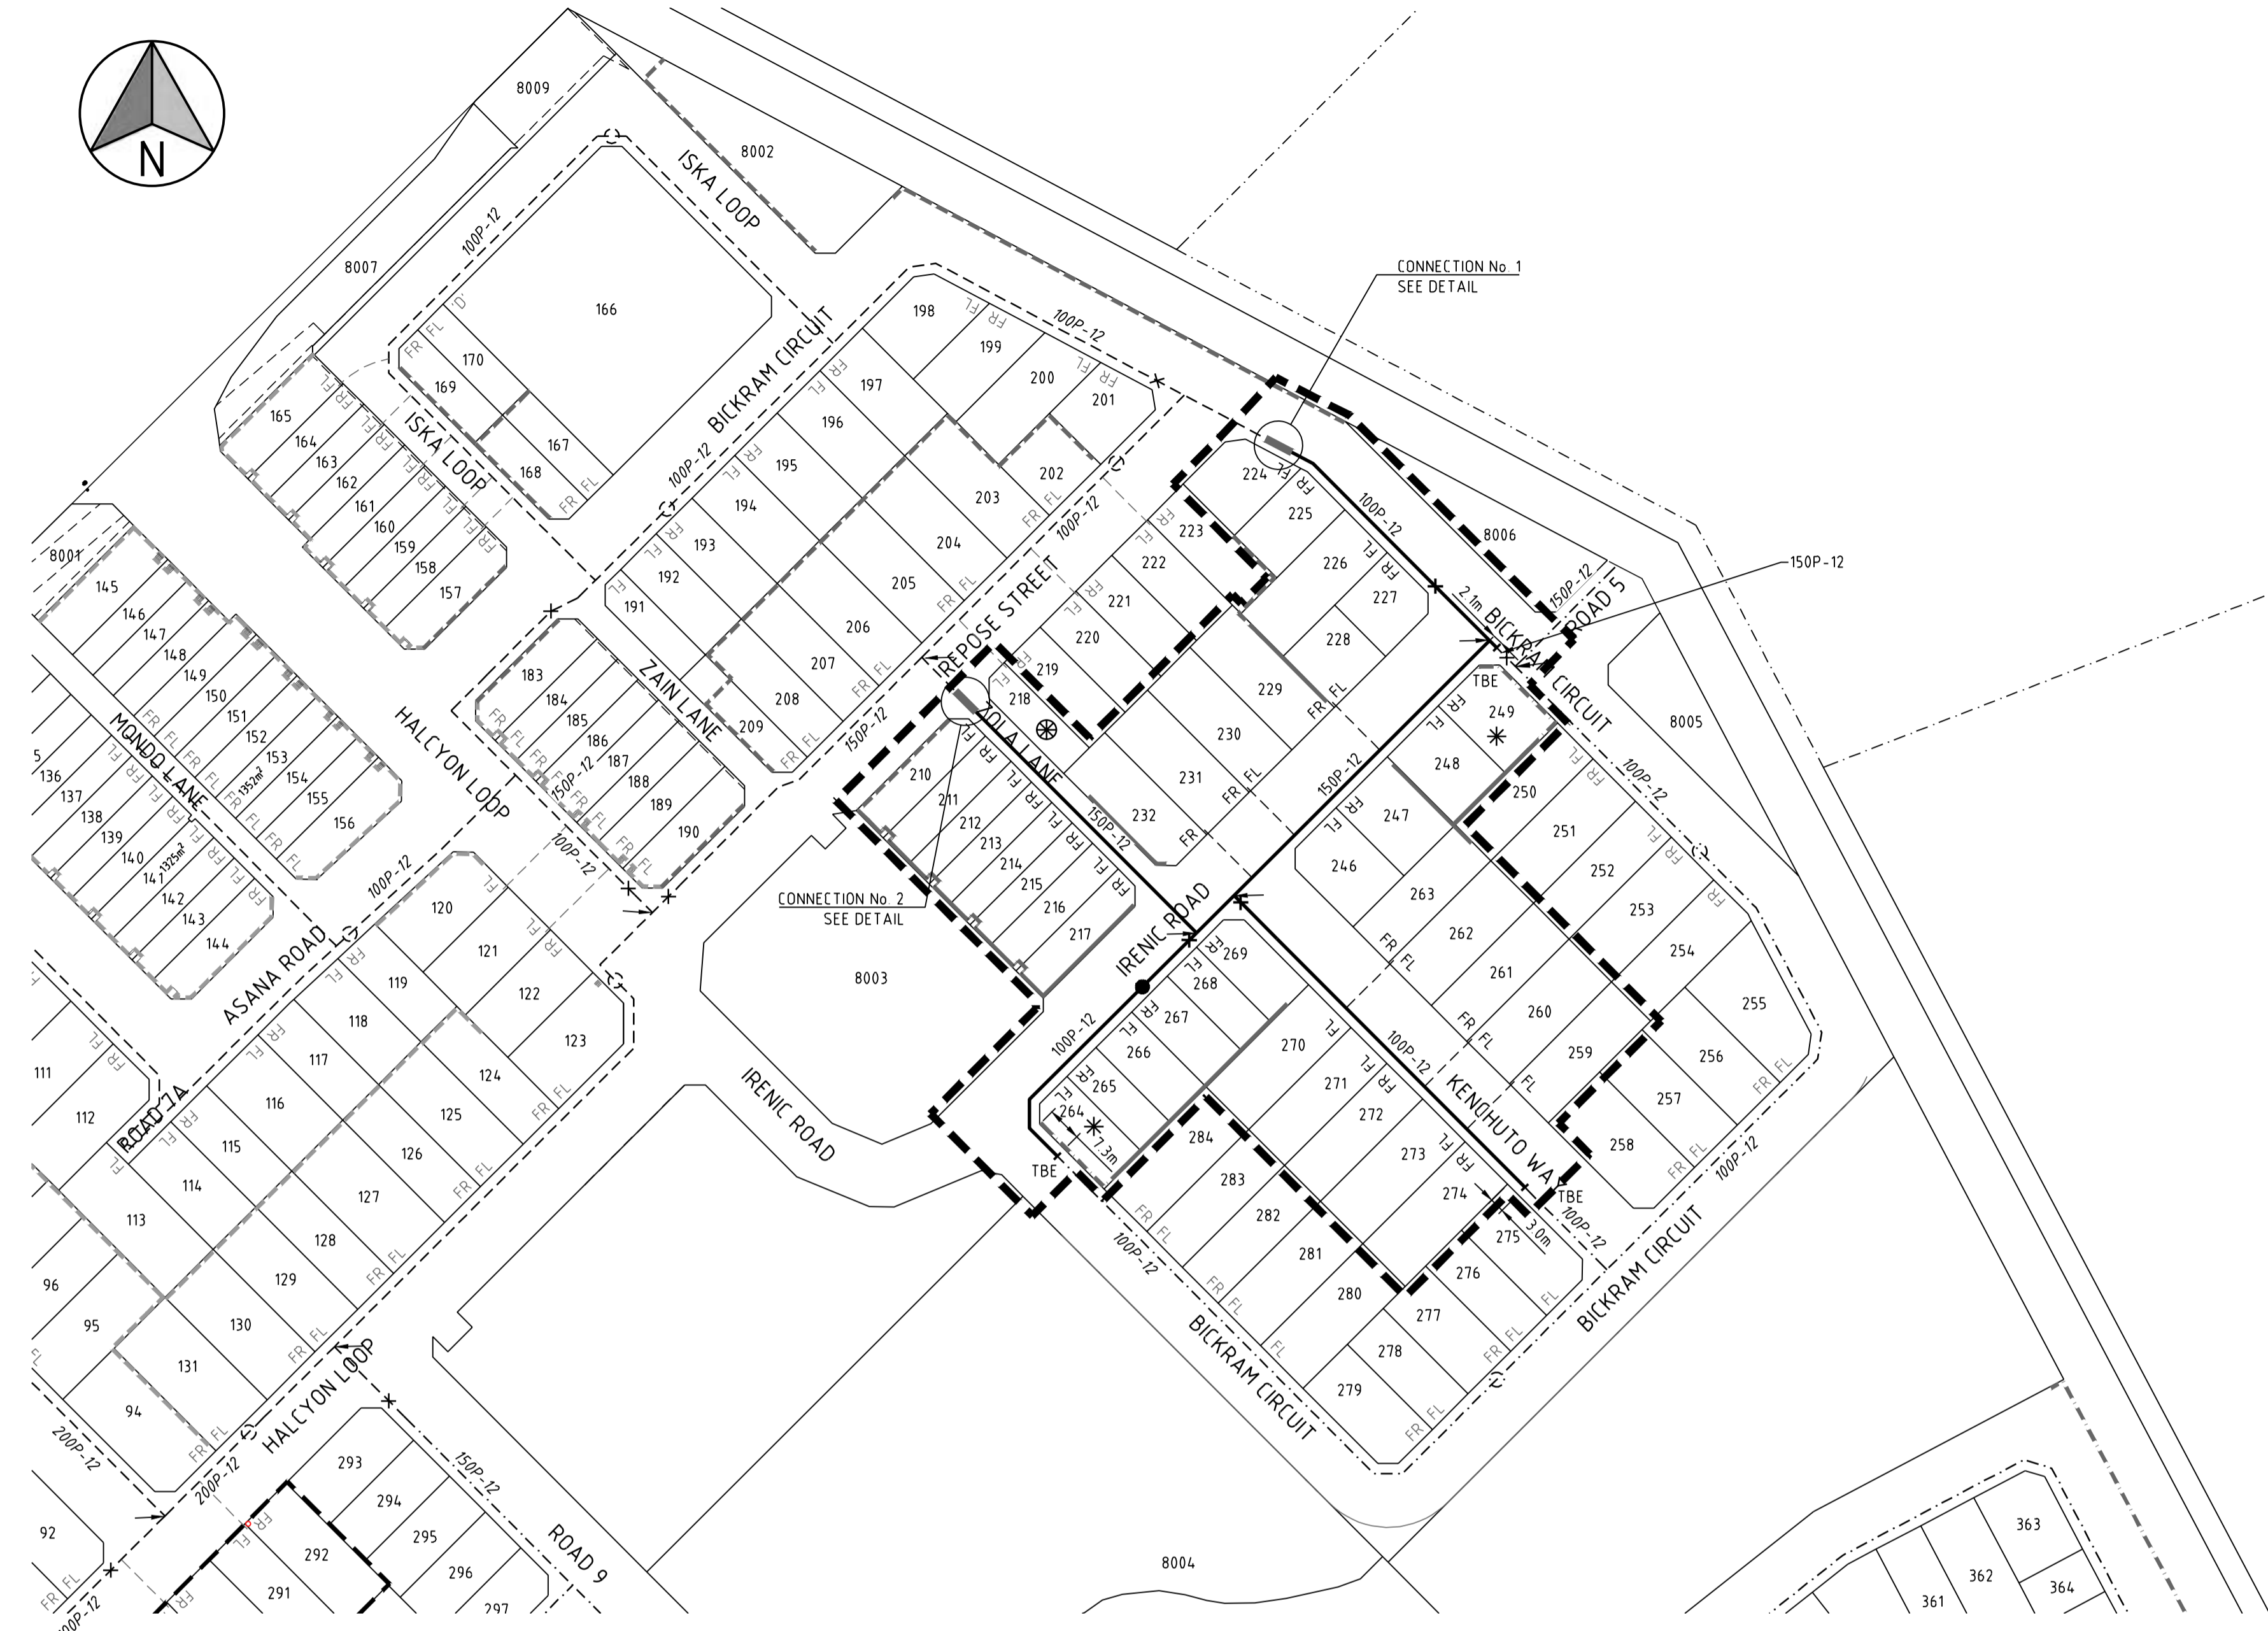 N
8009
8002
ISKA LOOP
100P-12
8007
166
CONNECTION No. 1
SEE DETAIL
BICKRAM CIRCUIT
198
100P-12
199
200
201
'D'
FR
FL
170
169
167
168
FR
FL
197
196
195
194
193
192
191
202
203
204
205
206
207
208
209
100P-12
100P-12
165
164
163
162
161
160
159
158
157
ISKA LOOP
8001
145
146
147
148
149
150
151
152
153
154
155
156
1352m²
MONDO LANE
5
136
137
138
139
140
141
1325m²
142
143
144
HALCYON LOOP
183
184
185
186
187
188
189
190
150P-12
100P-12
ZAIN LANE
IREPOSE STREET
150P-12
224
225
226
227
228
229
230
231
232
223
222
221
220
219
218
100P-12
8006
150P-12
150P-12
ROAD 5
2.1m
BICKRAM CIRCUIT
TBE
249
248
247
246
8005
ZOLA LANE
150P-12
150P-12
210
211
212
213
214
215
216
217
CONNECTION No. 2
SEE DETAIL
8003
IRENIC ROAD
IRENIC ROAD
100P-12
250
251
252
253
254
255
256
257
258
259
260
261
262
263
100P-12
100P-12
264
265
266
267
268
269
270
271
272
273
274
275
276
277
278
279
280
281
282
283
284
7.3m
TBE
100P-12
KENOHUTO WA
TBE
3.0m
100P-12
100P-12
BICKRAM CIRCUIT
BICKRAM CIRCUIT
ASANA ROAD
100P-12
120
121
122
123
119
118
117
116
115
114
113
124
125
126
127
128
129
130
131
111
112
ROAD 7A
96
95
94
92
200P-12
200P-12
HALCYON LOOP
293
294
295
296
297
292
291
150P-12
ROAD 9
8004
361
362
363
364